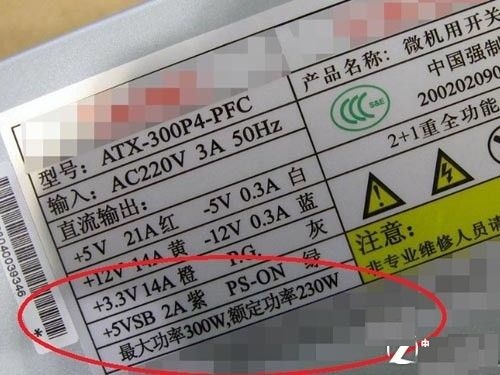 型号: ATX-300P4-PFC
输入: AC220V 3A 50Hz
直流输出:
+5V 21A 红 -5V 0.3A 白
+12V 14A 黄 -12V 0.3A 蓝
+3.3V 14A 橙 P.G. 灰
+5VSB 2A 紫 PS-ON 绿
最大功率300W,额定功率230W
产品名称: 微机用开关
中国强制
200202090
CCC
S&E
2+1重全功能
注意:
非专业维修人员请
040039346
*
中